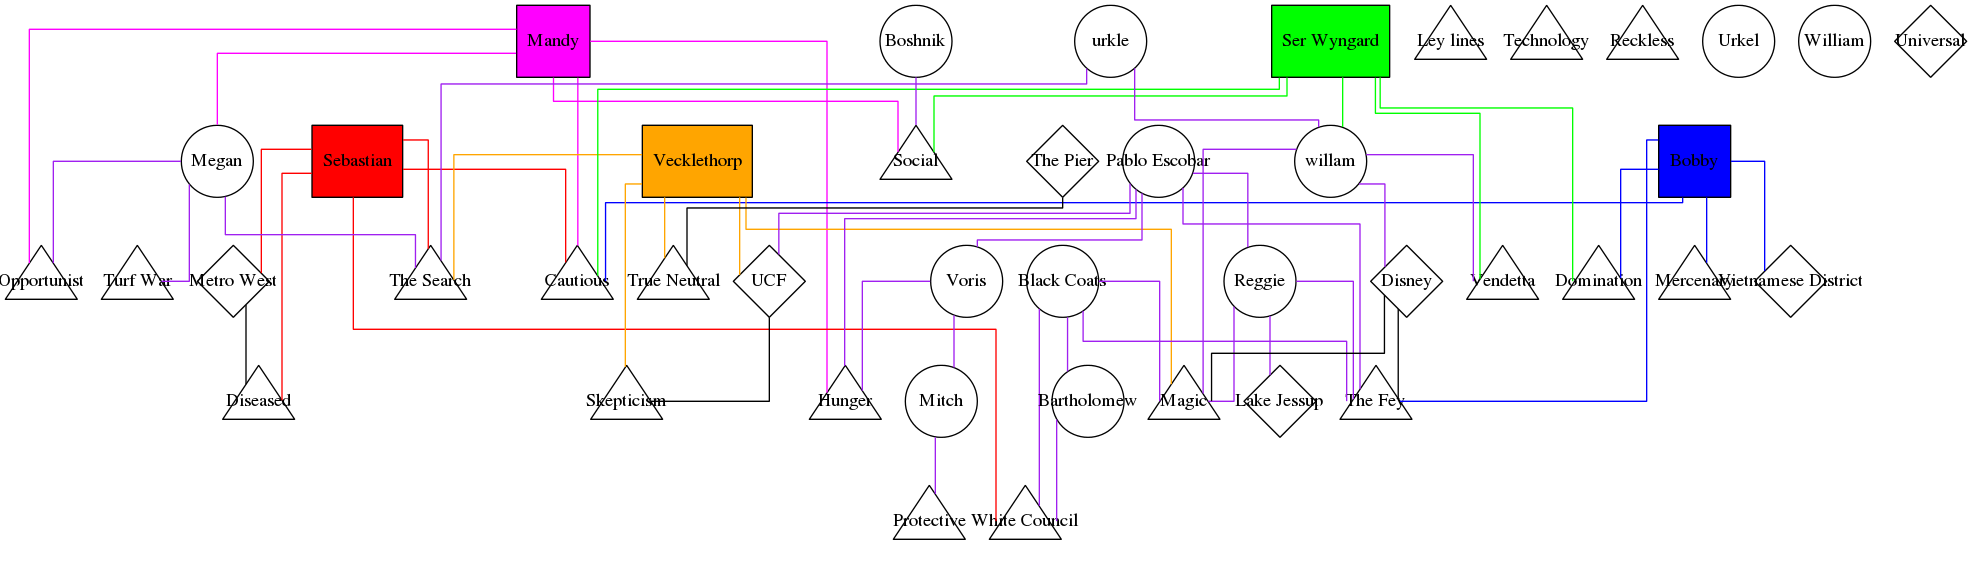 Mandy
Boshnik
urkle
Ser Wyngard
Ley lines
Technology
Reckless
Urkel
William
Universal
Megan
Sebastian
Vecklethorp
Social
The Pier
Pablo Escobar
willam
Bobby
Opportunist
Turf War
Metro West
The Search
Cautious
True Neutral
UCF
Voris
Black Coats
Reggie
Disney
Vendetta
Domination
Mercenary
Vietnamese District
Diseased
Skepticism
Hunger
Mitch
Bartholomew
Magic
Lake Jessup
The Fey
Protective
White Council